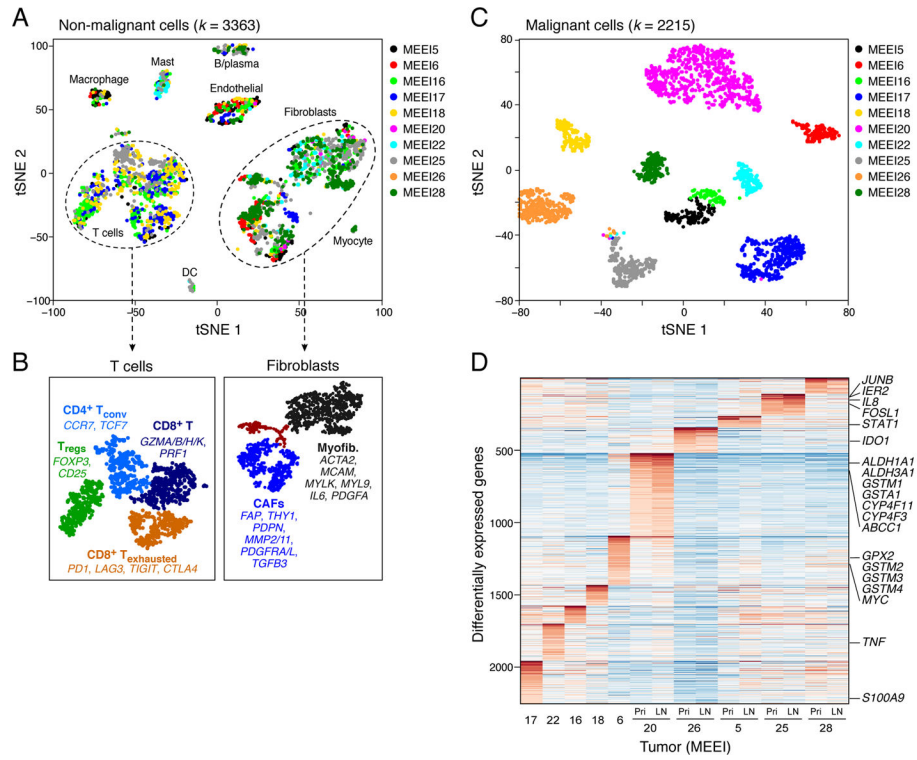 A
Non-malignant cells (k = 3363)
100
50
0
−50
−100
−100
−50
0
50
100
tSNE 2
tSNE 1
Macrophage
Mast
B/plasma
Endothelial
Fibroblasts
T cells
Myocyte
DC
MEEI5
MEEI6
MEEI16
MEEI17
MEEI18
MEEI20
MEEI22
MEEI25
MEEI26
MEEI28
C
Malignant cells (k = 2215)
80
40
0
−40
−80
−80
−40
0
40
80
tSNE 2
tSNE 1
MEEI5
MEEI6
MEEI16
MEEI17
MEEI18
MEEI20
MEEI22
MEEI25
MEEI26
MEEI28
B
T cells
CD4+ Tconv
CCR7, TCF7
CD8+ T
GZMA/B/H/K,
PRF1
Tregs
FOXP3,
CD25
CD8+ Texhausted
PD1, LAG3, TIGIT, CTLA4
Fibroblasts
Myofib.
ACTA2,
MCAM,
MYLK, MYL9,
IL6, PDGFA
CAFs
FAP, THY1,
PDPN,
MMP2/11,
PDGFRA/L,
TGFB3
D
Differentially expressed genes
500
1000
1500
2000
JUNB
IER2
IL8
FOSL1
STAT1
IDO1
ALDH1A1
ALDH3A1
GSTM1
GSTA1
CYP4F11
CYP4F3
ABCC1
GPX2
GSTM2
GSTM3
GSTM4
MYC
TNF
S100A9
Pri LN Pri LN Pri LN Pri LN Pri LN
17 22 16 18 6 20 26 5 25 28
Tumor (MEEI)